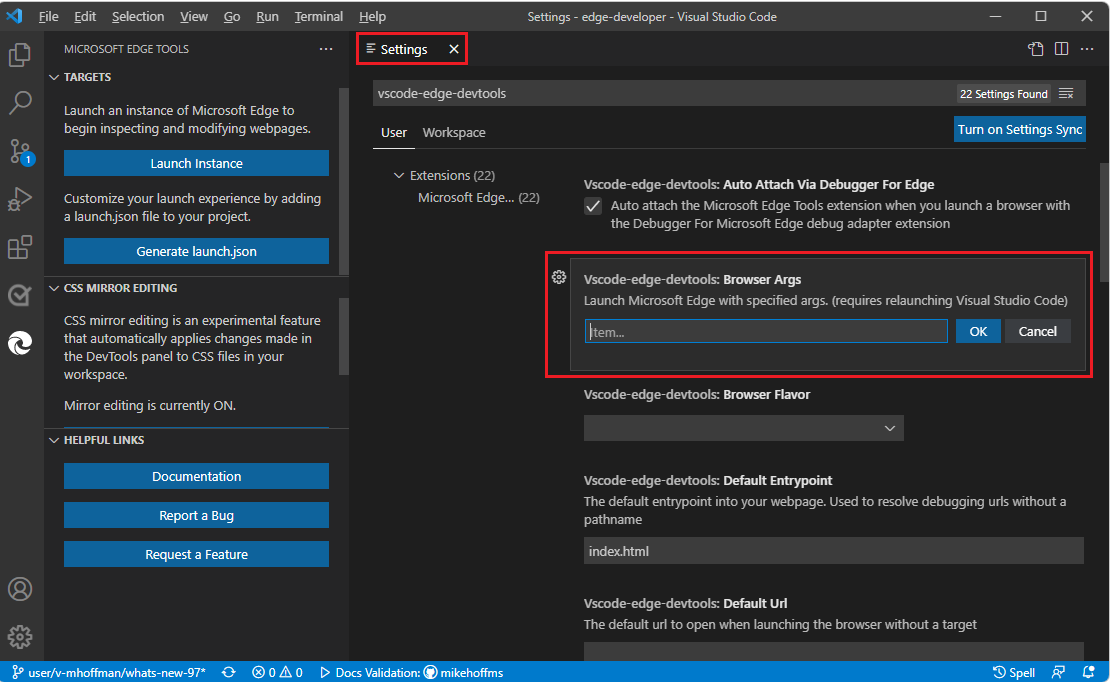 File Edit Selection View Go Run Terminal Help Settings - edge-developer - Visual Studio Code
MICROSOFT EDGE TOOLS
TARGETS
Launch an instance of Microsoft Edge to
begin inspecting and modifying webpages.
Launch Instance
Customize your launch experience by adding
a launch.json file to your project.
Generate launch.json
CSS MIRROR EDITING
CSS mirror editing is an experimental feature
that automatically applies changes made in
the DevTools panel to CSS files in your
workspace.
Mirror editing is currently ON.
HELPFUL LINKS
Documentation
Report a Bug
Request a Feature
1
Settings
vscode-edge-devtools
22 Settings Found
User Workspace
Turn on Settings Sync
Extensions (22)
Microsoft Edge... (22)
Vscode-edge-devtools: Auto Attach Via Debugger For Edge
Auto attach the Microsoft Edge Tools extension when you launch a browser with
the Debugger For Microsoft Edge debug adapter extension
Vscode-edge-devtools: Browser Args
Launch Microsoft Edge with specified args. (requires relaunching Visual Studio Code)
Item...
OK
Cancel
Vscode-edge-devtools: Browser Flavor
Vscode-edge-devtools: Default Entrypoint
The default entrypoint into your webpage. Used to resolve debugging urls without a
pathname
index.html
Vscode-edge-devtools: Default Url
The default url to open when launching the browser without a target
user/v-mhoffman/whats-new-97* 0 0 Docs Validation: mikehoffms Spell